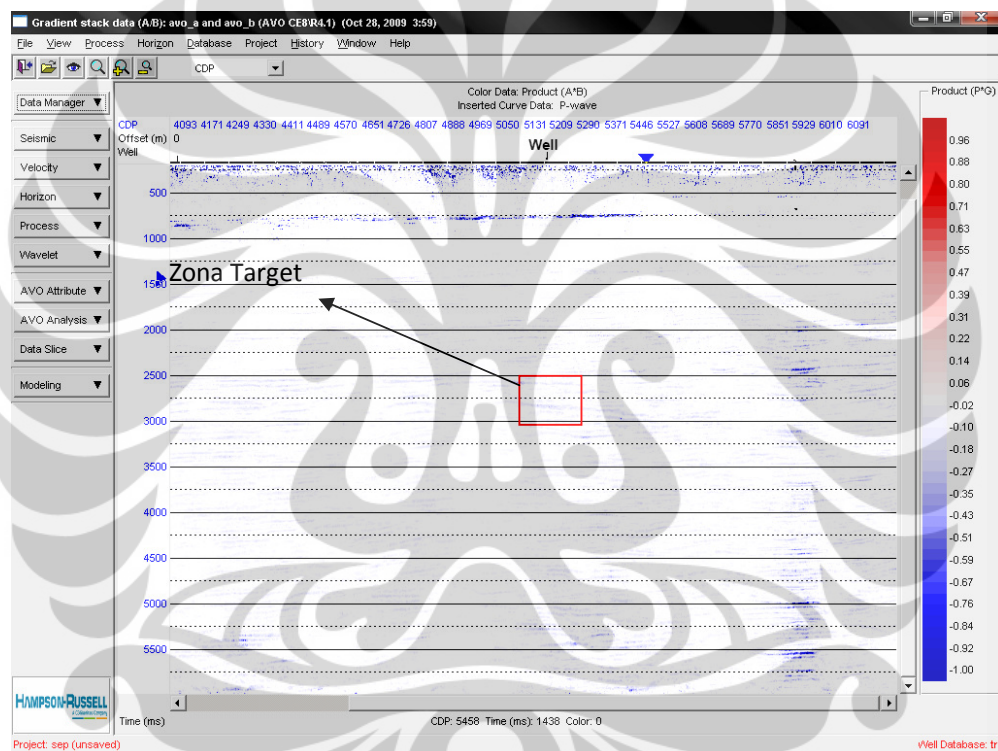 Gradient stack data (A/B): avo_a and avo_b (AVO CE8\R4.1) (Oct 28, 2009 3:59)
File View Process Horizon Database Project History Window Help
CDP
Color Data: Product (A*B)
Inserted Curve Data: P-wave
Product (P*G)
Data Manager
Seismic
Velocity
Horizon
Process
Wavelet
AVO Attribute
AVO Analysis
Data Slice
Modeling
CDP 4093 4171 4249 4330 4411 4489 4570 4651 4726 4807 4888 4969 5050 5131 5209 5290 5371 5446 5527 5608 5689 5770 5851 5929 6010 6091
Offset (m) 0
Well
Well
500
1000
1500
2000
2500
3000
3500
4000
4500
5000
5500
Zona Target
0.96
0.88
0.80
0.71
0.63
0.55
0.47
0.39
0.31
0.22
0.14
0.06
-0.02
-0.10
-0.18
-0.27
-0.35
-0.43
-0.51
-0.59
-0.67
-0.76
-0.84
-0.92
-1.00
HAMPSON-RUSSELL
Time (ms)
CDP: 5458 Time (ms): 1438 Color: 0
Project: sep (unsaved)
Well Database: tr